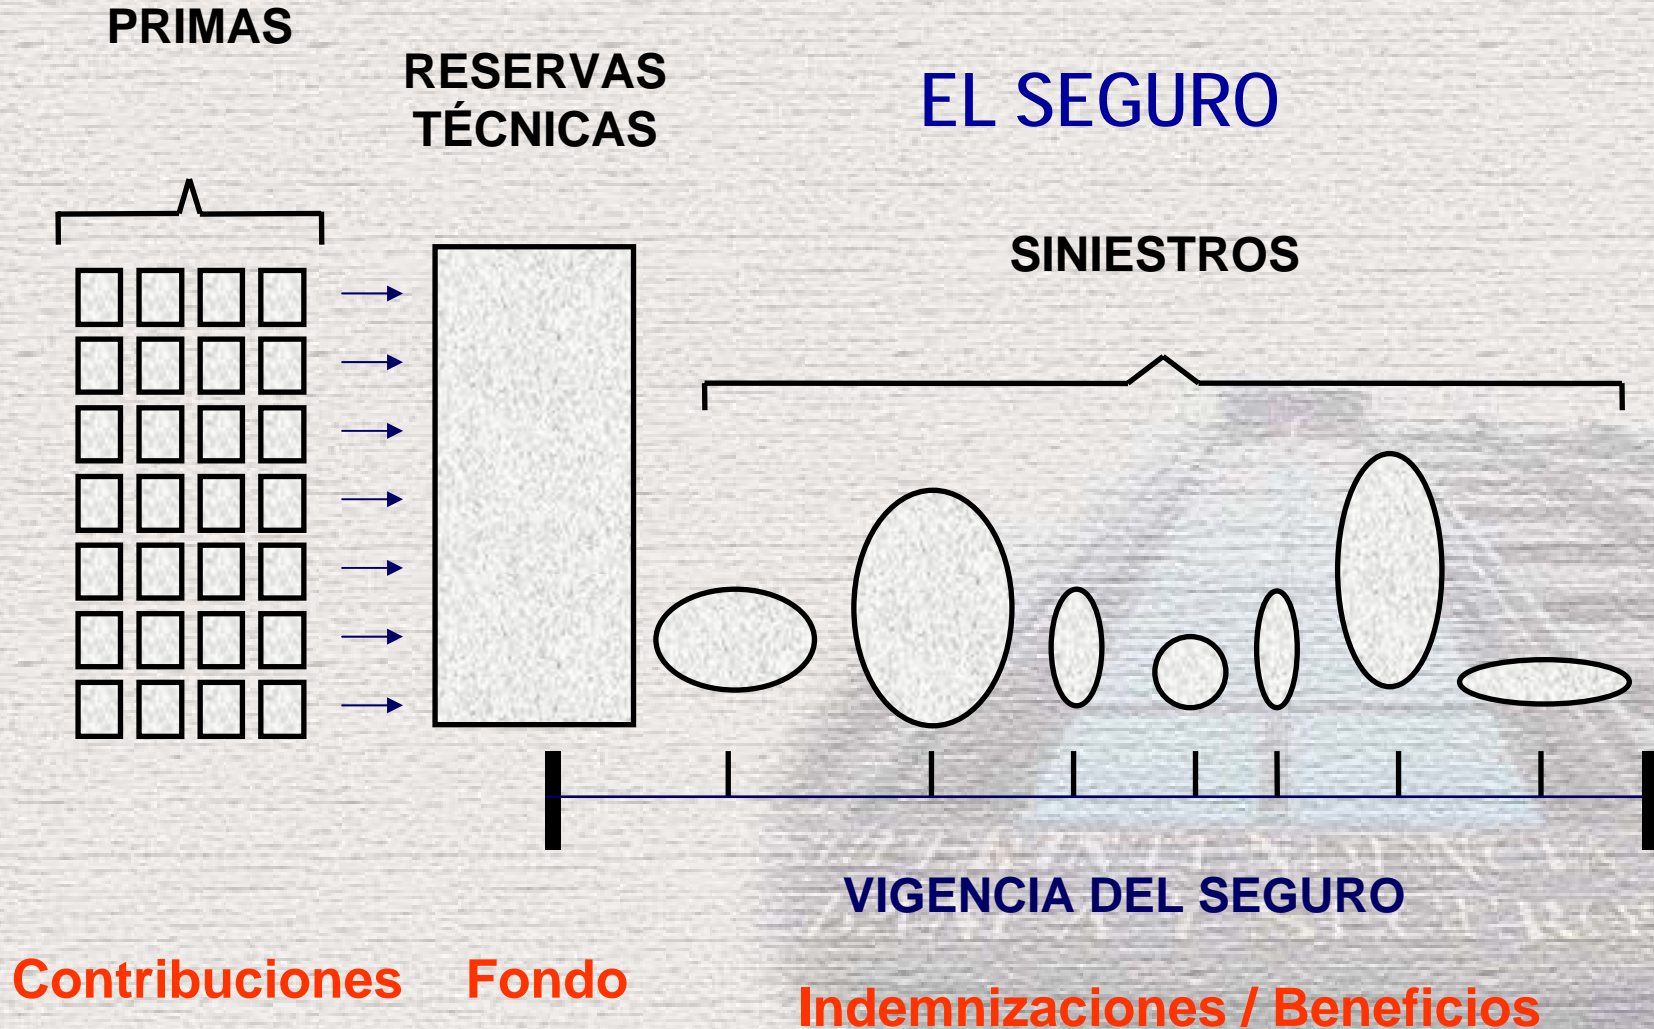 PRIMAS
RESERVAS
TÉCNICAS
EL SEGURO
SINIESTROS
VIGENCIA DEL SEGURO
Contribuciones
Fondo
Indemnizaciones / Beneficios